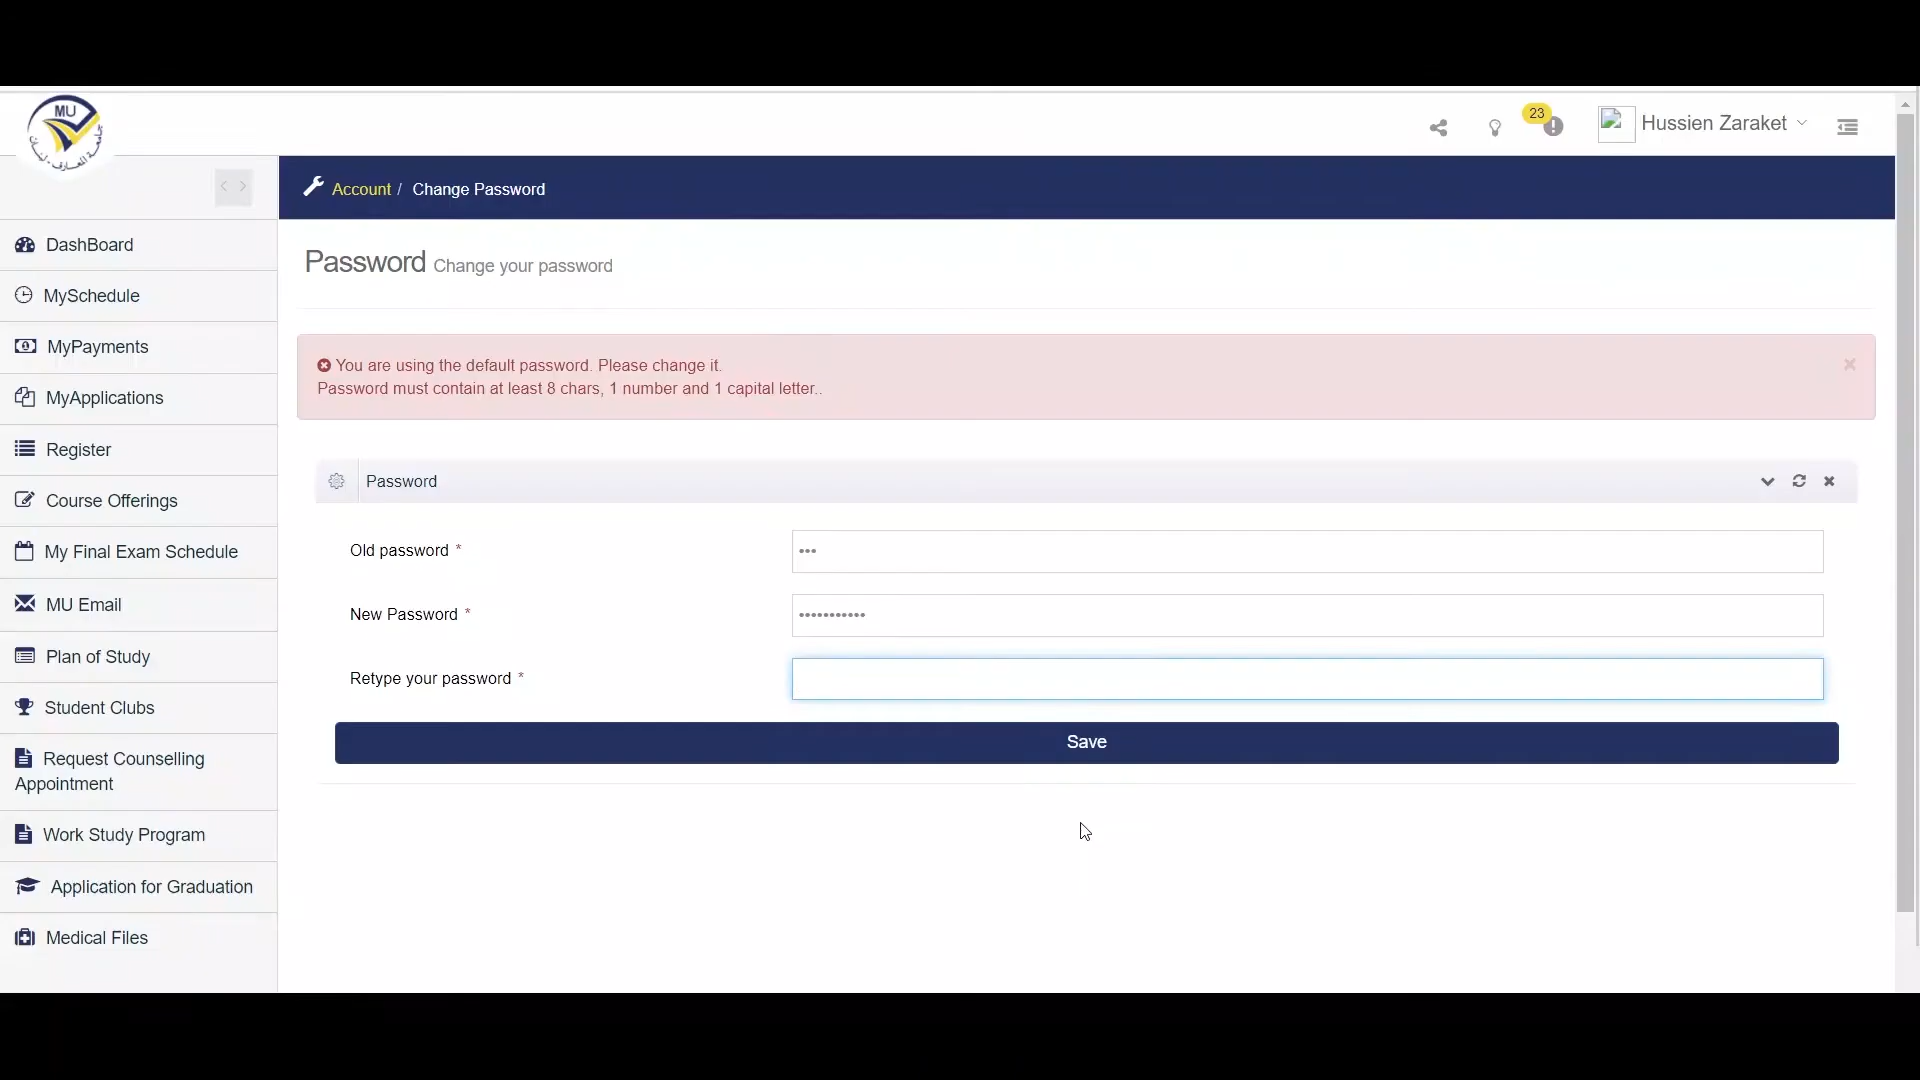 MU
جامعة المعارف - لبنان
23
Hussien Zaraket
Account / Change Password
DashBoard
MySchedule
MyPayments
MyApplications
Register
Course Offerings
My Final Exam Schedule
MU Email
Plan of Study
Student Clubs
Request Counselling
Appointment
Work Study Program
Application for Graduation
Medical Files
Password Change your password
You are using the default password. Please change it.
Password must contain at least 8 chars, 1 number and 1 capital letter..
Password
Old password *
•••
New Password *
•••••••••••
Retype your password *
Save